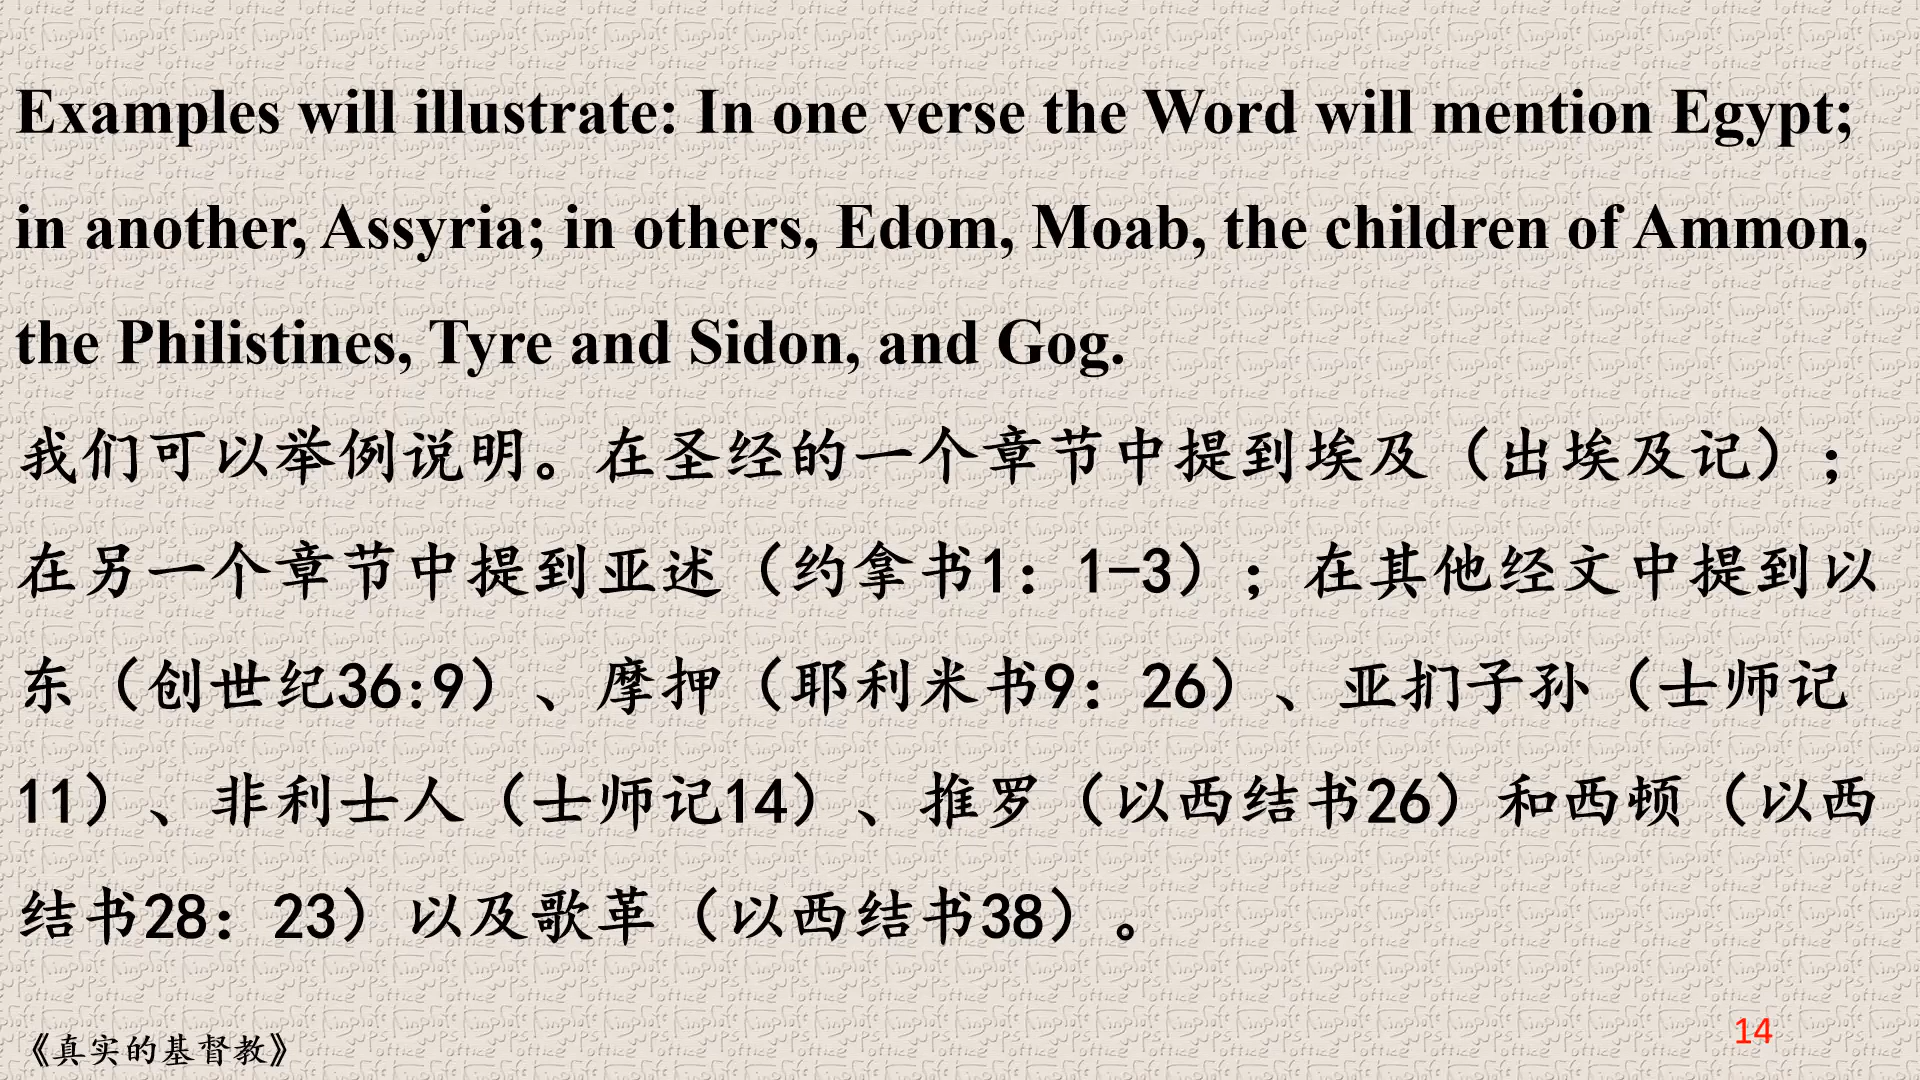 Examples will illustrate: In one verse the Word will mention Egypt;
in another, Assyria; in others, Edom, Moab, the children of Ammon,
the Philistines, Tyre and Sidon, and Gog.
我们可以举例说明。在圣经的一个章节中提到埃及（出埃及记）；
在另一个章节中提到亚述（约拿书1：1-3）；在其他经文中提到以
东（创世纪36:9）、摩押（耶利米书9：26）、亚扪子孙（士师记
11）、非利士人（士师记14）、推罗（以西结书26）和西顿（以西
结书28：23）以及歌革（以西结书38）。
《真实的基督教》
14